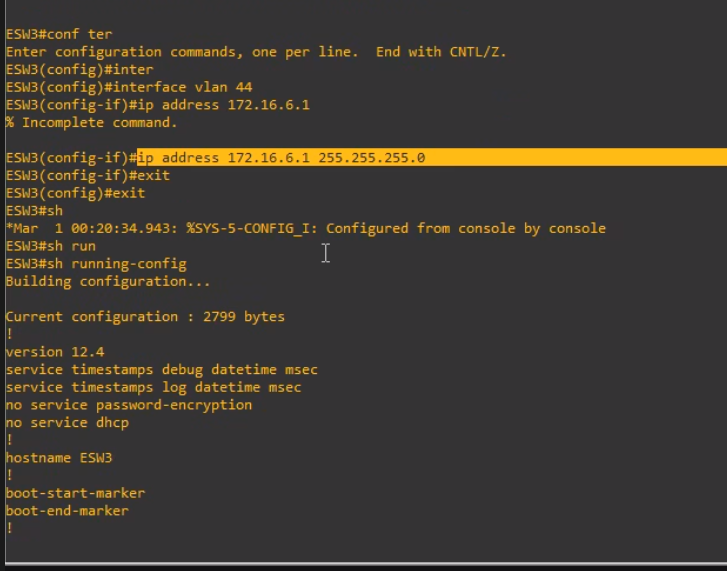 ESW3#conf ter
Enter configuration commands, one per line.  End with CNTL/Z.
ESW3(config)#inter
ESW3(config)#interface vlan 44
ESW3(config-if)#ip address 172.16.6.1
% Incomplete command.
ESW3(config-if)#ip address 172.16.6.1 255.255.255.0
ESW3(config-if)#exit
ESW3(config)#exit
ESW3#sh
*Mar  1 00:20:34.943: %SYS-5-CONFIG_I: Configured from console by console
ESW3#sh run
ESW3#sh running-config
Building configuration...
Current configuration : 2799 bytes
!
version 12.4
service timestamps debug datetime msec
service timestamps log datetime msec
no service password-encryption
no service dhcp
!
hostname ESW3
!
boot-start-marker
boot-end-marker
!